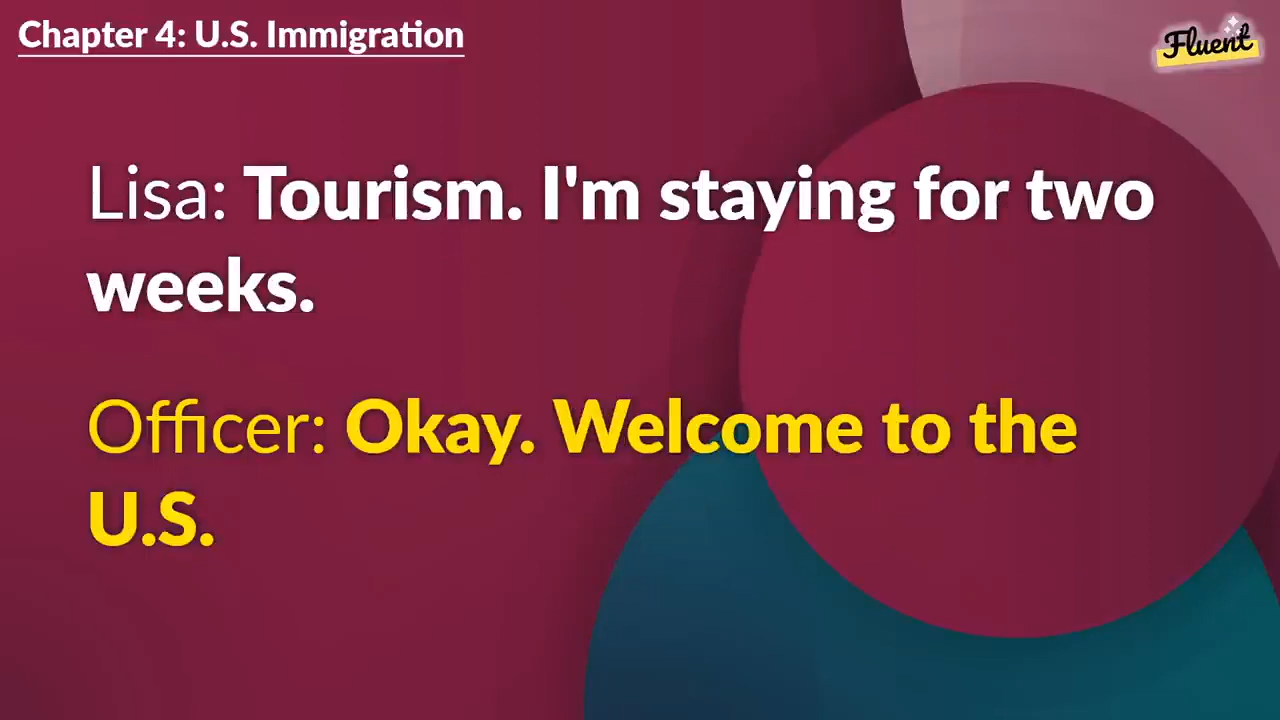 Chapter 4: U.S. Immigration
Fluent
Lisa: Tourism. I'm staying for two
weeks.
Officer: Okay. Welcome to the
U.S.